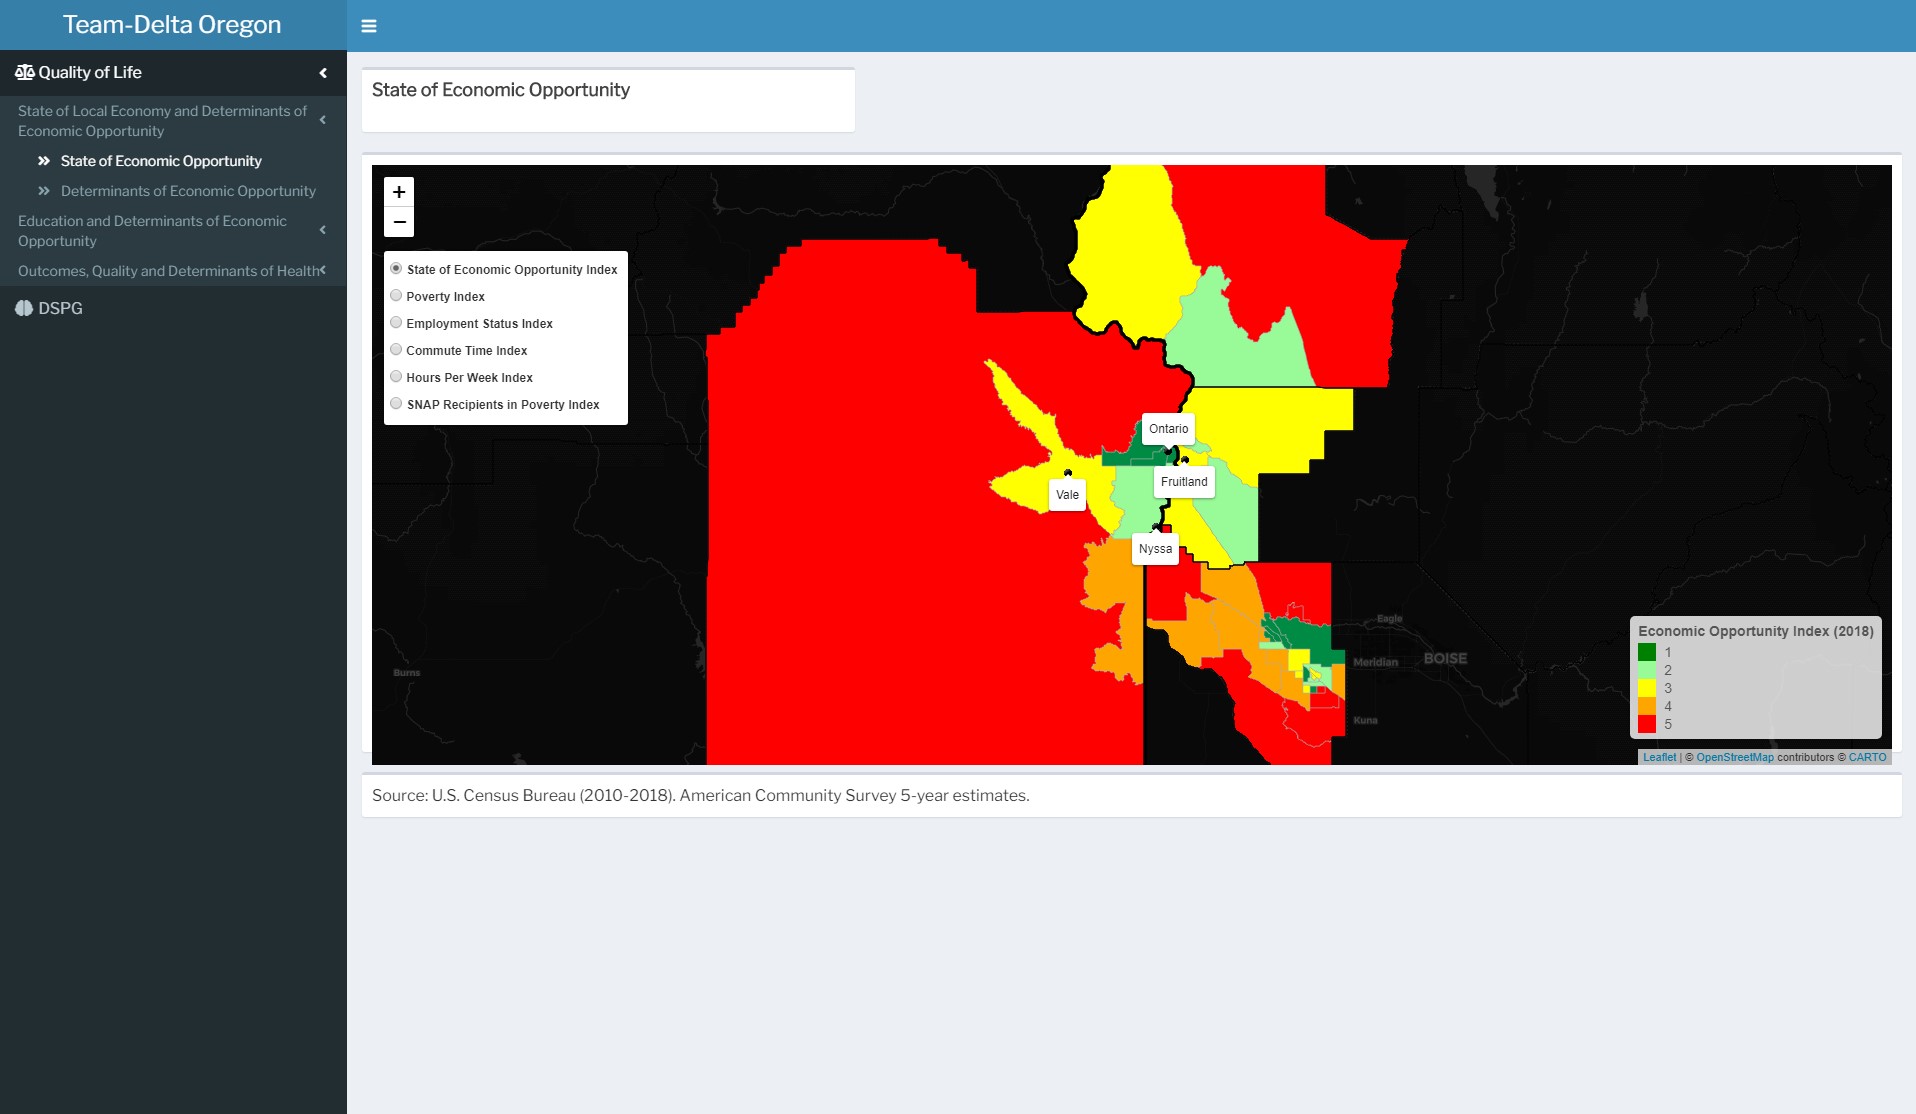 Team-Delta Oregon
Quality of Life
State of Local Economy and Determinants of
Economic Opportunity
State of Economic Opportunity
Determinants of Economic Opportunity
Education and Determinants of Economic
Opportunity
Outcomes, Quality and Determinants of Health
DSPG
State of Economic Opportunity
+
−
State of Economic Opportunity Index
Poverty Index
Employment Status Index
Commute Time Index
Hours Per Week Index
SNAP Recipients in Poverty Index
Ontario
Fruitland
Vale
Nyssa
Eagle
Meridian
BOISE
Burns
Kuna
Economic Opportunity Index (2018)
1
2
3
4
5
Leaflet | © OpenStreetMap contributors © CARTO
Source: U.S. Census Bureau (2010-2018). American Community Survey 5-year estimates.